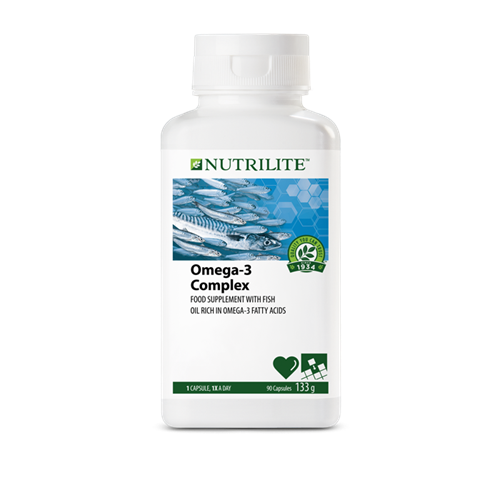 NUTRILITE™
1934
Omega-3
Complex
FOOD SUPPLEMENT WITH FISH
OIL RICH IN OMEGA-3 FATTY ACIDS
1 CAPSULE, 1X A DAY
90 Capsules 133 g